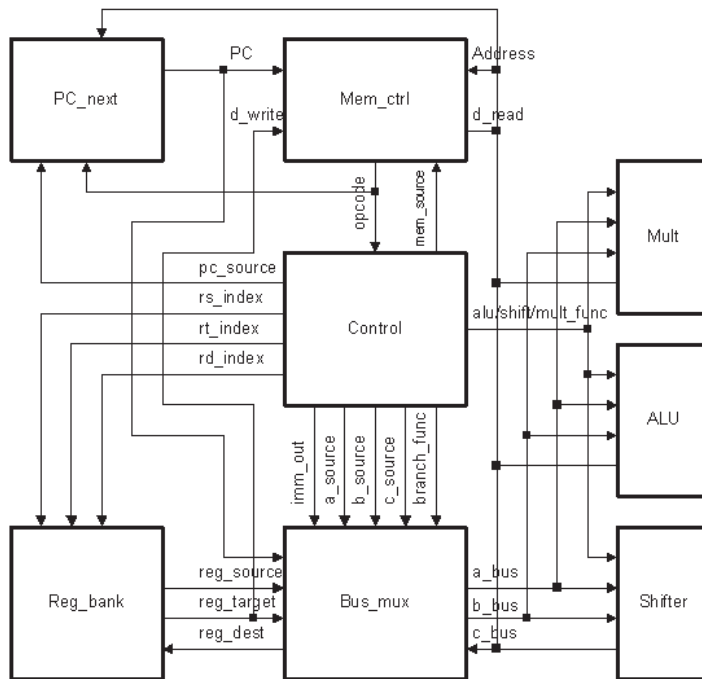 PC
Address
PC_next
Mem_ctrl
d_write
d_read
opcode
mem_source
Mult
pc_source
rs_index
alu/shift/mult_func
Control
rt_index
rd_index
ALU
imm_out
a_source
b_source
c_source
branch_func
reg_source
a_bus
Reg_bank
reg_target
Bus_mux
b_bus
Shifter
reg_dest
c_bus